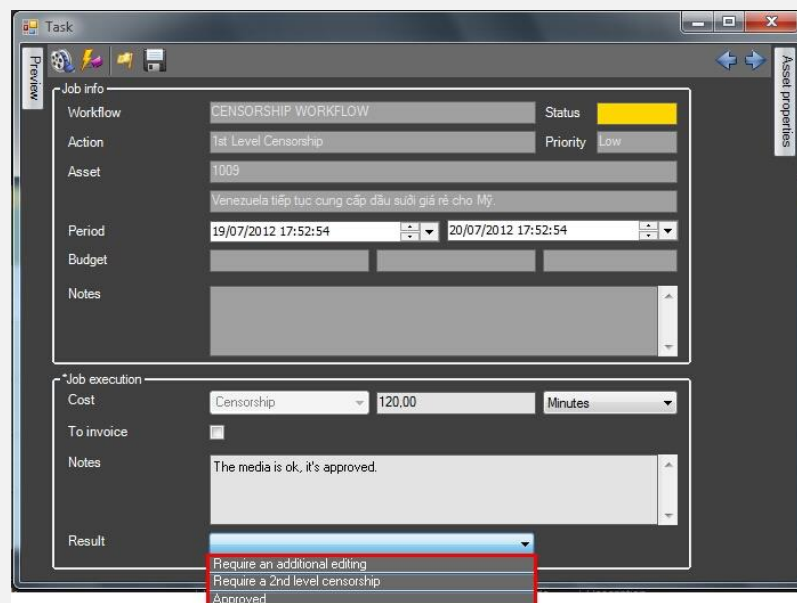 Task
Preview
Asset properties
Job info
Workflow CENSORSHIP WORKFLOW Status
Action 1st Level Censorship Priority Low
Asset 1009
Venezuela tiếp tục cung cấp dầu sưởi giá rẻ cho Mỹ.
Period 19/07/2012 17:52:54 20/07/2012 17:52:54
Budget
Notes
*Job execution
Cost Censorship 120,00 Minutes
To invoice
Notes The media is ok, it's approved.
Result
Require an additional editing
Require a 2nd level censorship
Approved